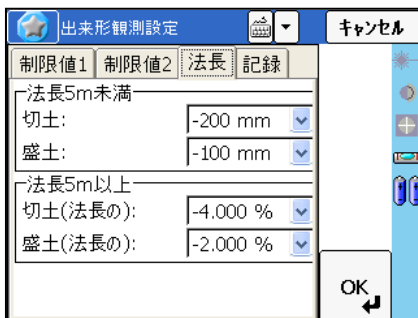 出来形観測設定 キャンセル
制限値1 制限値2 法長 記録
法長5m未満
切土: -200 mm
盛土: -100 mm
法長5m以上
切土(法長の): -4.000 %
盛土(法長の): -2.000 %
OK